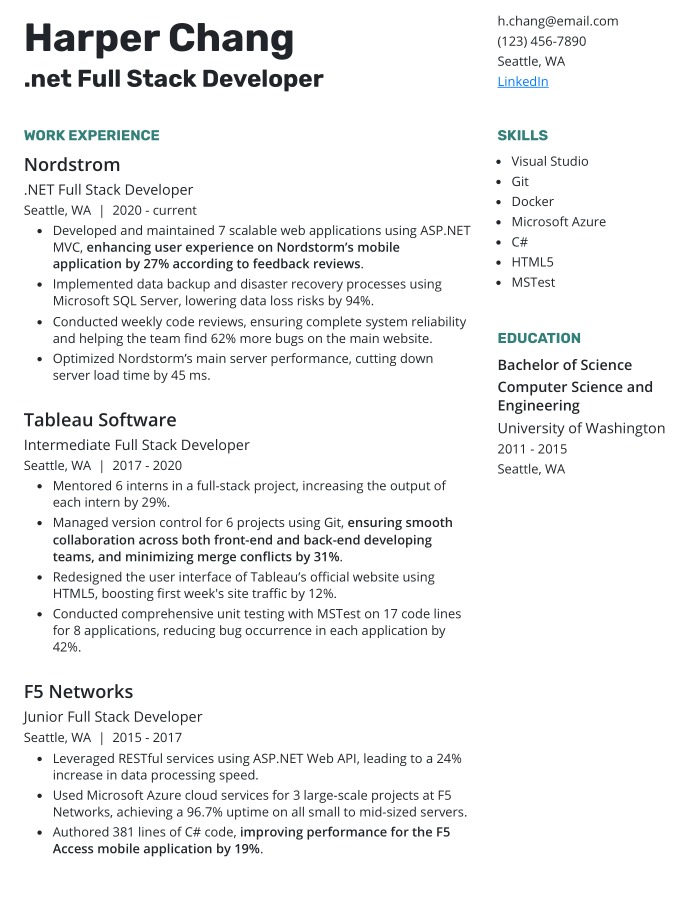 Harper Chang
.net Full Stack Developer
h.chang@email.com
(123) 456-7890
Seattle, WA
LinkedIn
WORK EXPERIENCE
Nordstrom
.NET Full Stack Developer
Seattle, WA | 2020 - current
• Developed and maintained 7 scalable web applications using ASP.NET
MVC, enhancing user experience on Nordstorm’s mobile
application by 27% according to feedback reviews.
• Implemented data backup and disaster recovery processes using
Microsoft SQL Server, lowering data loss risks by 94%.
• Conducted weekly code reviews, ensuring complete system reliability
and helping the team find 62% more bugs on the main website.
• Optimized Nordstorm’s main server performance, cutting down
server load time by 45 ms.
Tableau Software
Intermediate Full Stack Developer
Seattle, WA | 2017 - 2020
• Mentored 6 interns in a full-stack project, increasing the output of
each intern by 29%.
• Managed version control for 6 projects using Git, ensuring smooth
collaboration across both front-end and back-end developing
teams, and minimizing merge conflicts by 31%.
• Redesigned the user interface of Tableau’s official website using
HTML5, boosting first week's site traffic by 12%.
• Conducted comprehensive unit testing with MSTest on 17 code lines
for 8 applications, reducing bug occurrence in each application by
42%.
F5 Networks
Junior Full Stack Developer
Seattle, WA | 2015 - 2017
• Leveraged RESTful services using ASP.NET Web API, leading to a 24%
increase in data processing speed.
• Used Microsoft Azure cloud services for 3 large-scale projects at F5
Networks, achieving a 96.7% uptime on all small to mid-sized servers.
• Authored 381 lines of C# code, improving performance for the F5
Access mobile application by 19%.
SKILLS
• Visual Studio
• Git
• Docker
• Microsoft Azure
• C#
• HTML5
• MSTest
EDUCATION
Bachelor of Science
Computer Science and
Engineering
University of Washington
2011 - 2015
Seattle, WA